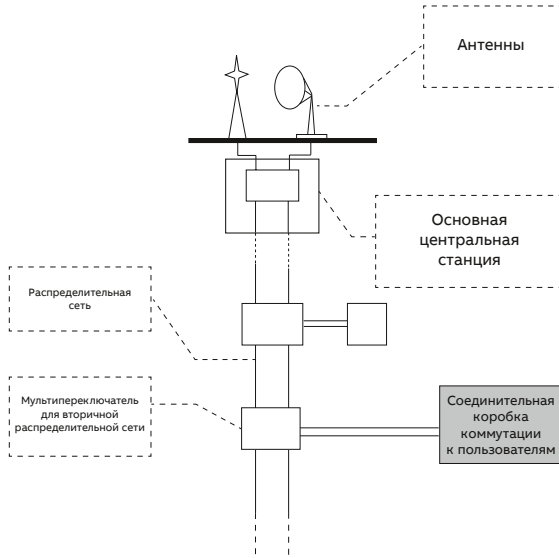 Антенны
Основная
центральная
станция
Распределительная
сеть
Мультипереключатель
для вторичной
распределительной сети
Соединительная
коробка
коммутации
к пользователям